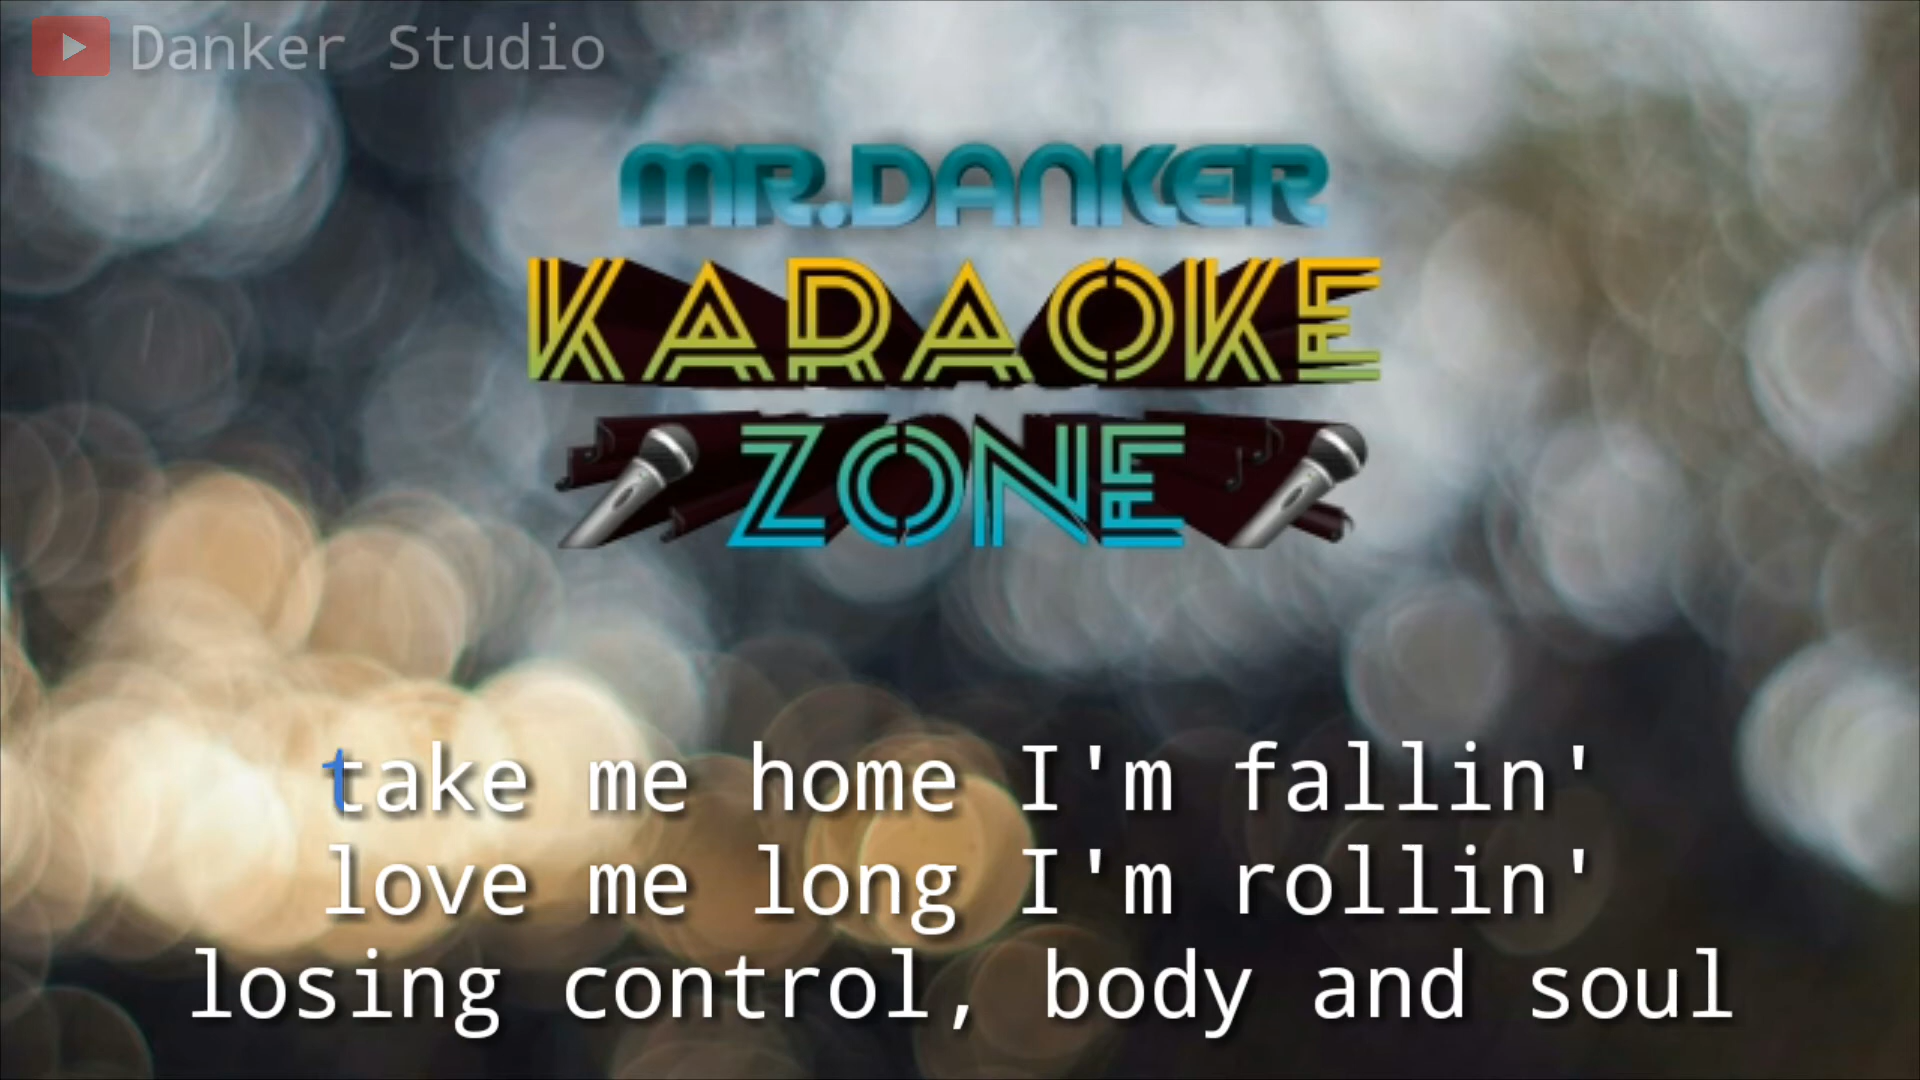 Danker Studio
MR.DANKER
KARAOKE
ZONE
take me home I'm fallin'
love me long I'm rollin'
losing control, body and soul